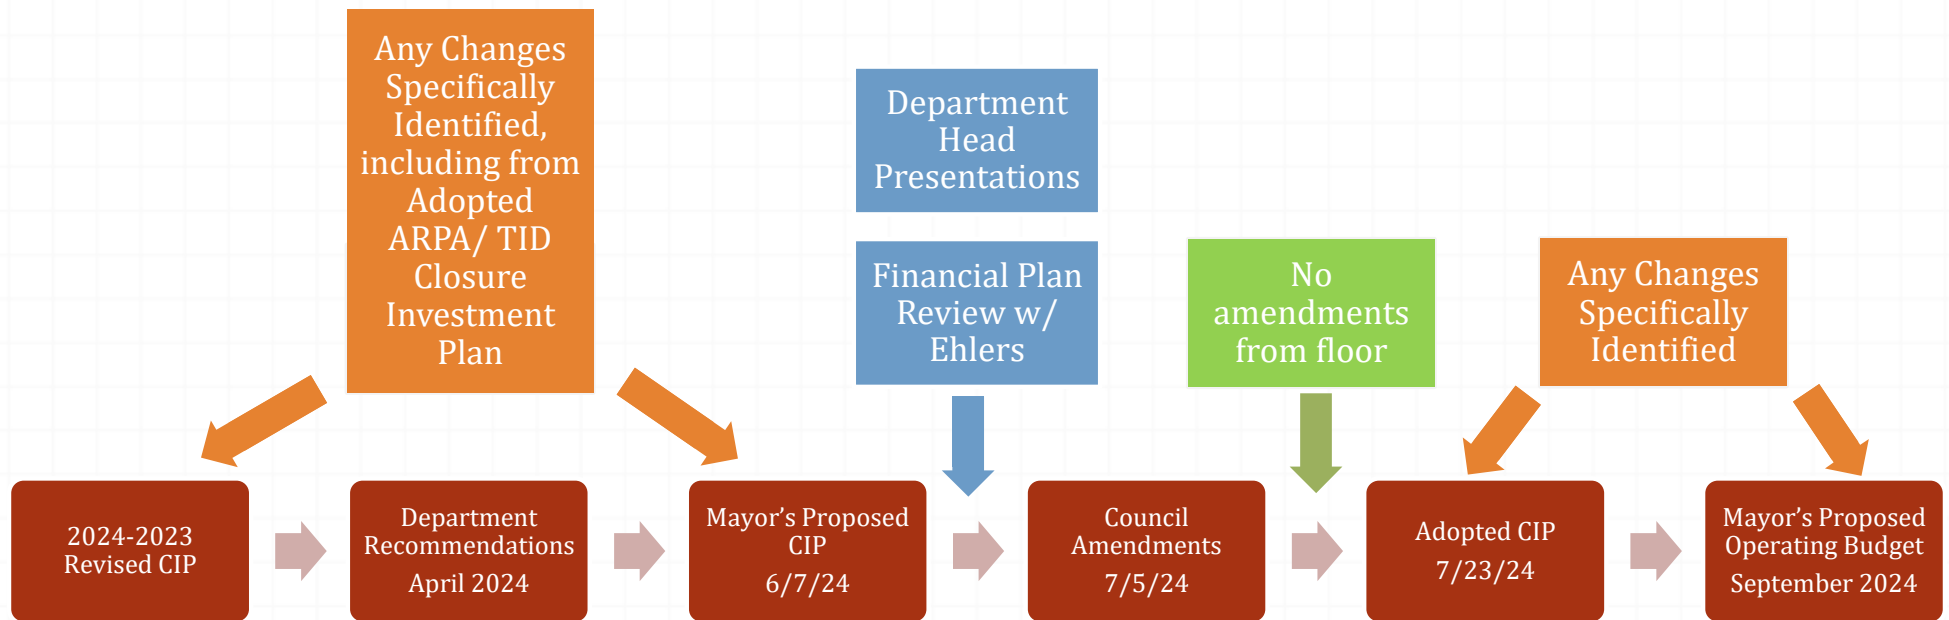 Any Changes
Specifically
Identified,
including from
Adopted
ARPA/ TID
Closure
Investment
Plan
Department
Head
Presentations
Financial Plan
Review w/
Ehlers
No
amendments
from floor
Any Changes
Specifically
Identified
2024-2023
Revised CIP
Department
Recommendations
April 2024
Mayor's Proposed
CIP
6/7/24
Council
Amendments
7/5/24
Adopted CIP
7/23/24
Mayor's Proposed
Operating Budget
September 2024